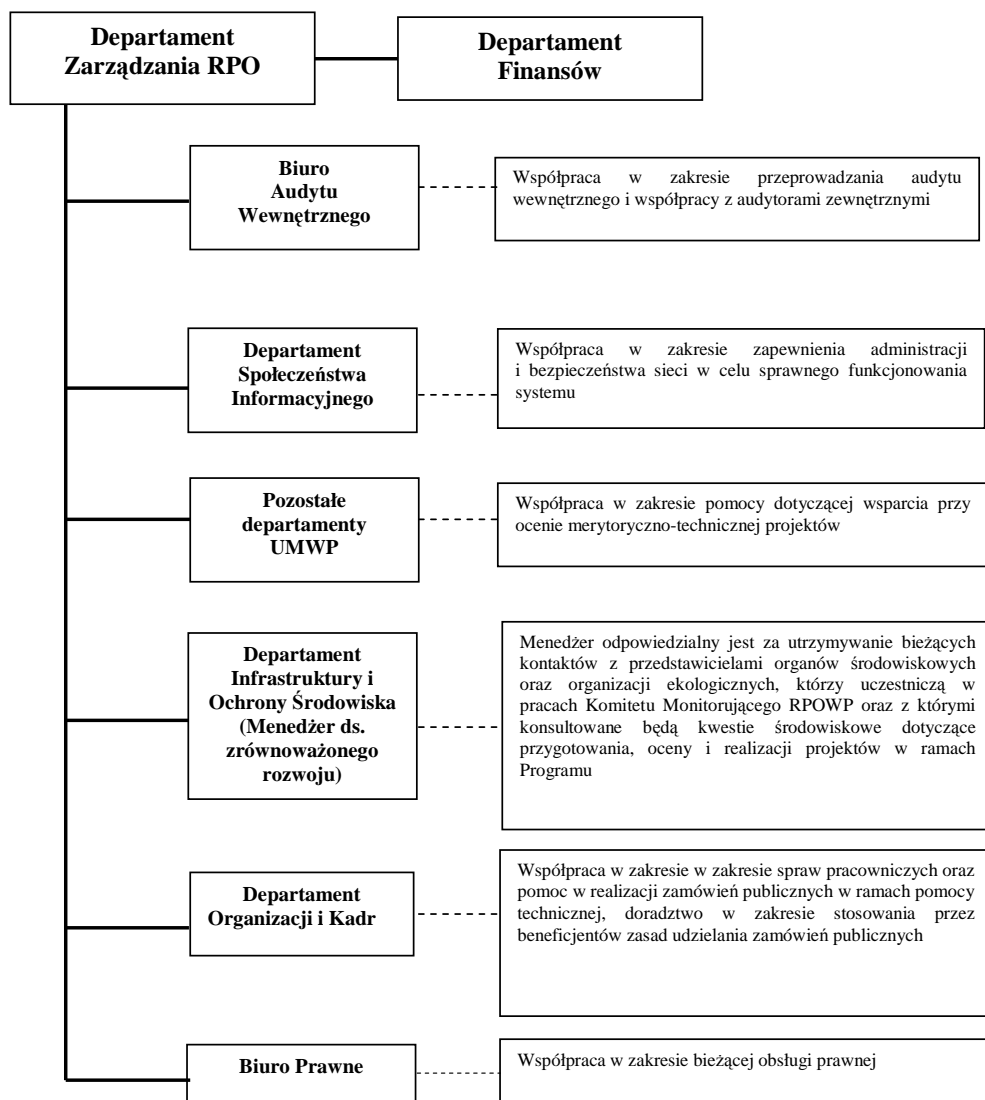 Departament
Zarządzania RPO
Departament
Finansów
Biuro
Audytu
Wewnętrznego
Współpraca w zakresie przeprowadzania audytu
wewnętrznego i współpracy z audytorami zewnętrznymi
Departament
Społeczeństwa
Informacyjnego
Współpraca w zakresie zapewnienia administracji
i bezpieczeństwa sieci w celu sprawnego funkcjonowania
systemu
Pozostałe
departamenty
UMWP
Współpraca w zakresie pomocy dotyczącej wsparcia przy
ocenie merytoryczno-technicznej projektów
Departament
Infrastruktury i
Ochrony Środowiska
(Menedżer ds.
zrównoważonego
rozwoju)
Menedżer odpowiedzialny jest za utrzymywanie bieżących
kontaktów z przedstawicielami organów środowiskowych
oraz organizacji ekologicznych, którzy uczestniczą w
pracach Komitetu Monitorującego RPOWP oraz z którymi
konsultowane będą kwestie środowiskowe dotyczące
przygotowania, oceny i realizacji projektów w ramach
Programu
Departament
Organizacji i Kadr
Współpraca w zakresie w zakresie spraw pracowniczych oraz
pomoc w realizacji zamówień publicznych w ramach pomocy
technicznej, doradztwo w zakresie stosowania przez
beneficjentów zasad udzielania zamówień publicznych
Biuro Prawne
Współpraca w zakresie bieżącej obsługi prawnej